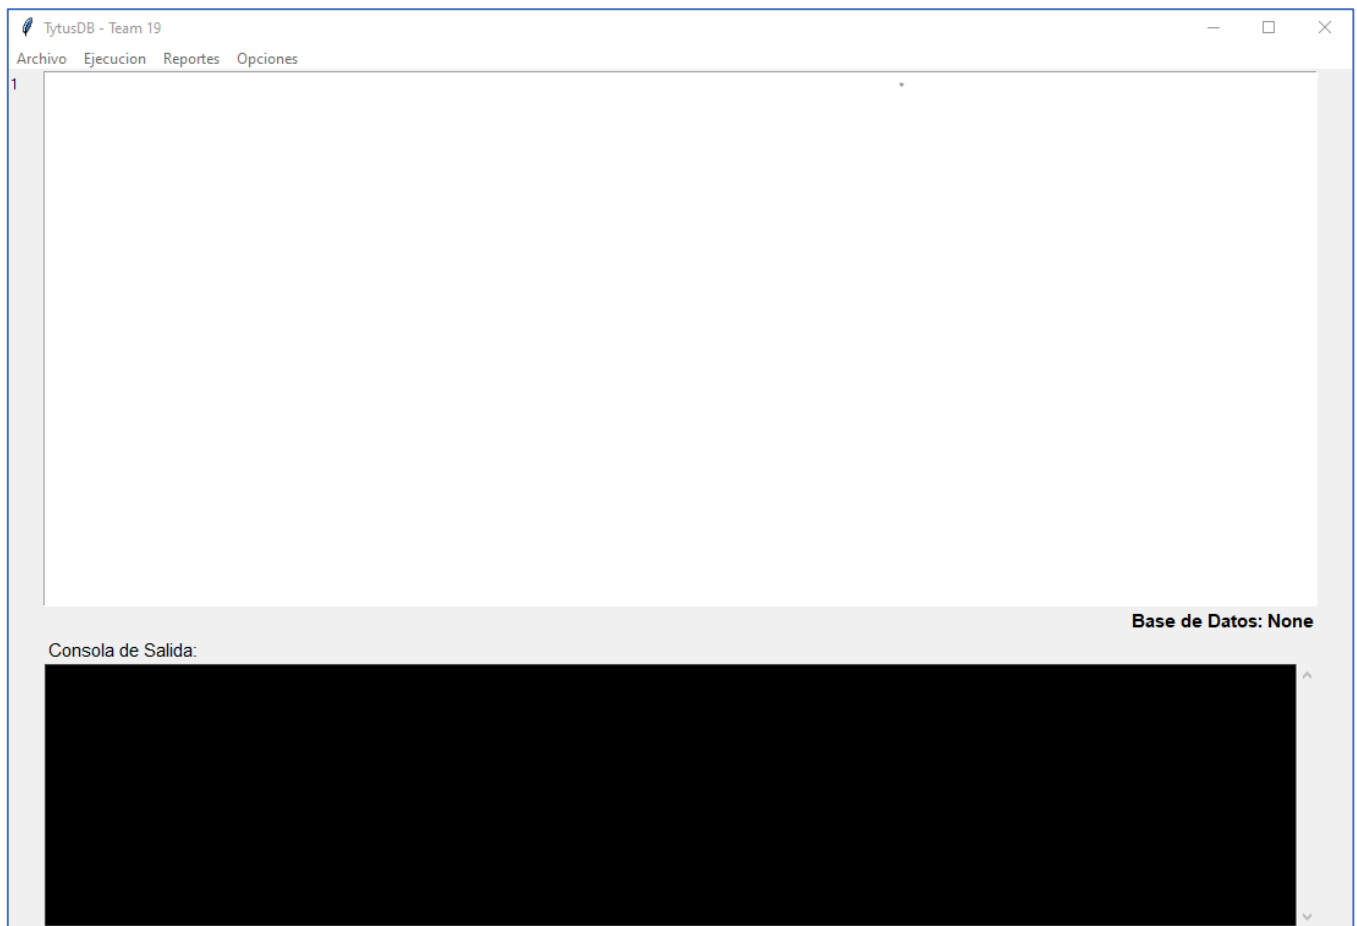 TytusDB - Team 19
Archivo Ejecucion Reportes Opciones
1
Base de Datos: None
Consola de Salida: